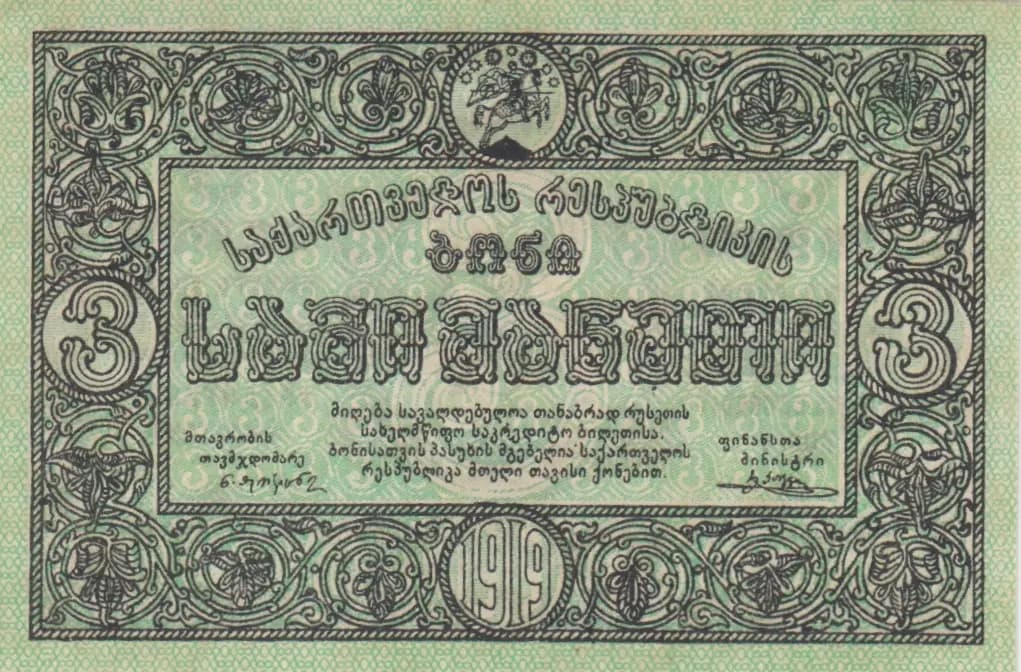 საქართველოს რესპუბლიკის
ბონი
3
სამი მანეთი
3
მიღება სავალდებულოა თანაბრად რუსეთის
სახელმწიფო საკრედიტო ბილეთისა.
ბონისათვის პასუხის მგებელია საქართველოს
რესპუბლიკა მთელი თავისი ქონებით.
მთავრობის
თავმჯდომარე
ფინანსთა
მინისტრი
1919